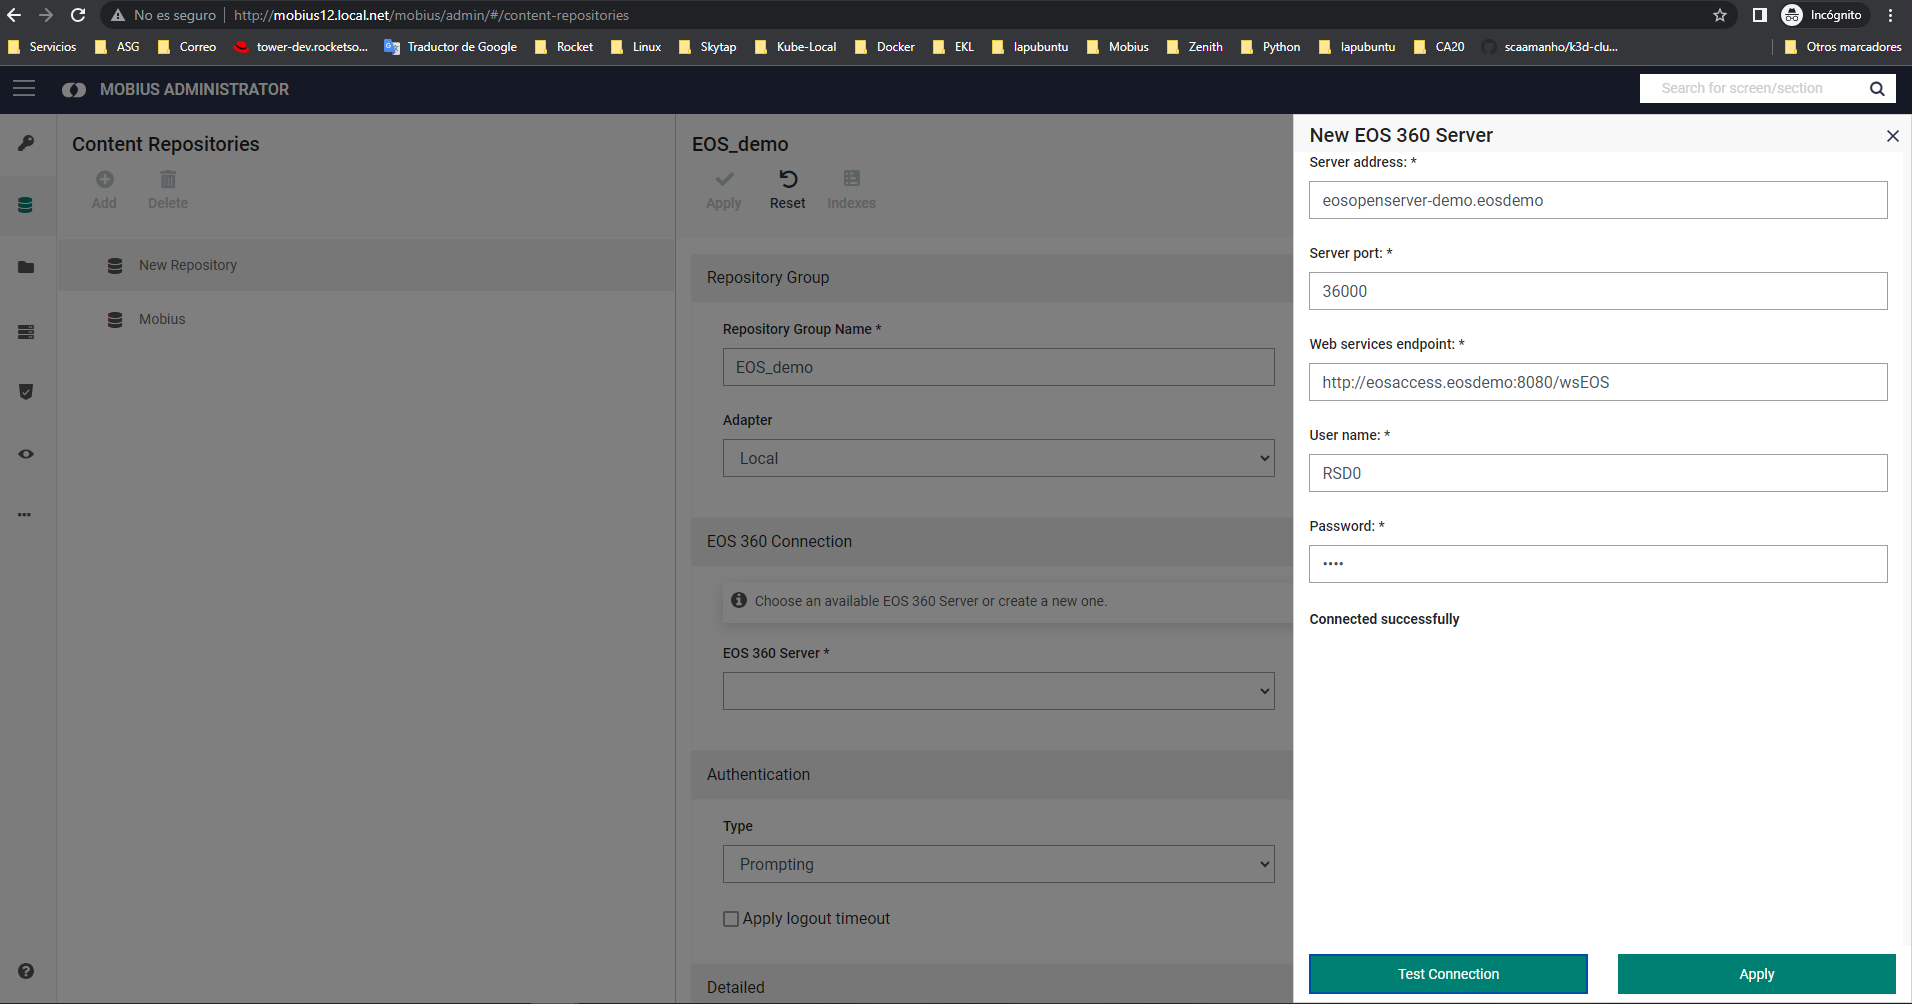 No es seguro http://mobius12.local.net/mobius/admin/#/content-repositories Incógnito
Servicios ASG Correo tower-dev.rocketso... Traductor de Google Rocket Linux Skytap Kube-Local Docker EKL lapubuntu Mobius Zenith Python lapubuntu CA20 scaamanho/k3d-clu... Otros marcadores
MOBIUS ADMINISTRATOR
Search for screen/section
Content Repositories
Add Delete
New Repository
Mobius
EOS_demo
Apply Reset Indexes
Repository Group
Repository Group Name *
EOS_demo
Adapter
Local
EOS 360 Connection
Choose an available EOS 360 Server or create a new one.
EOS 360 Server *
Authentication
Type
Prompting
Apply logout timeout
Detailed
New EOS 360 Server
Server address: *
eosopenserver-demo.eosdemo
Server port: *
36000
Web services endpoint: *
http://eosaccess.eosdemo:8080/wsEOS
User name: *
RSD0
Password: *
••••
Connected successfully
Test Connection Apply